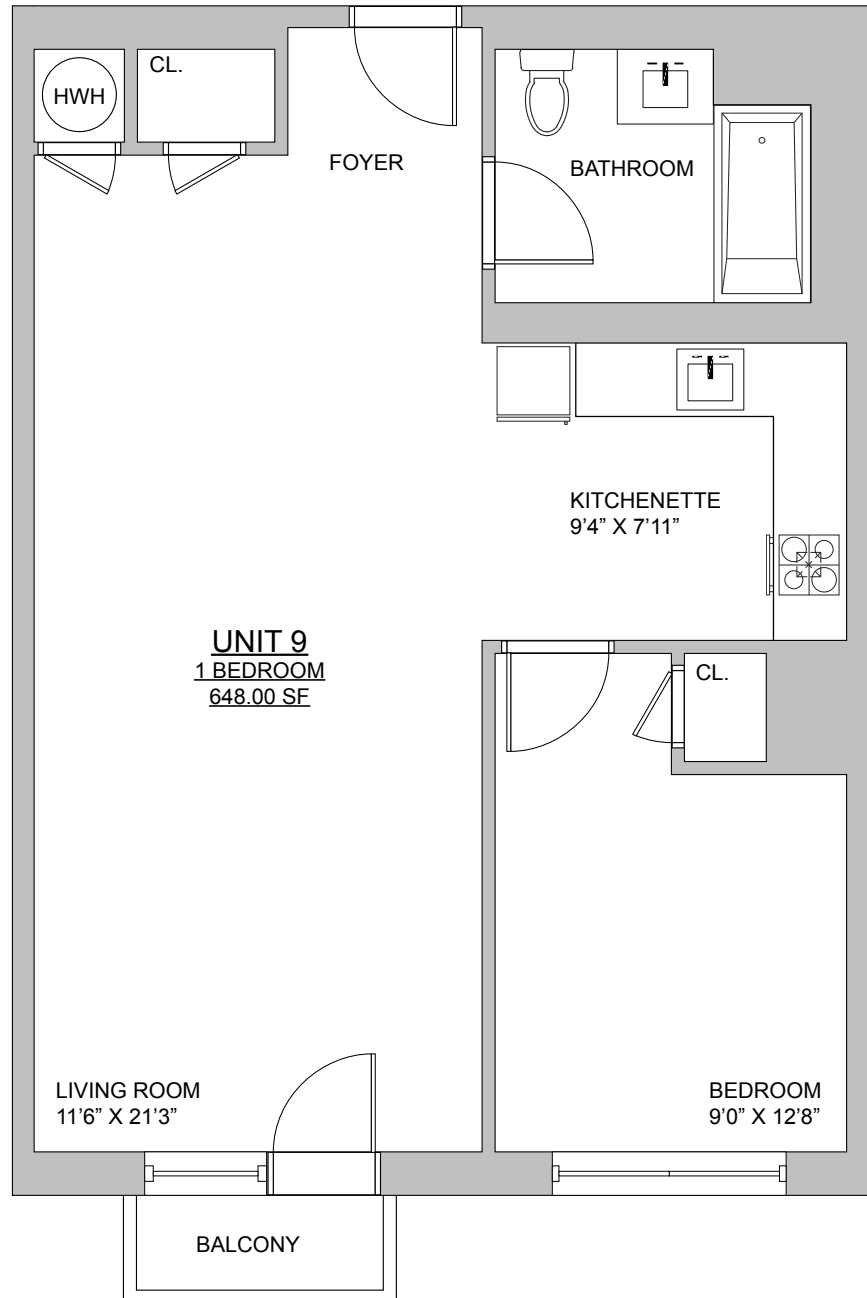 CL.
HWH
FOYER
BATHROOM
KITCHENETTE
9’4” X 7’11”
UNIT 9
1 BEDROOM
648.00 SF
CL.
LIVING ROOM
11’6” X 21’3”
BEDROOM
9’0” X 12’8”
BALCONY